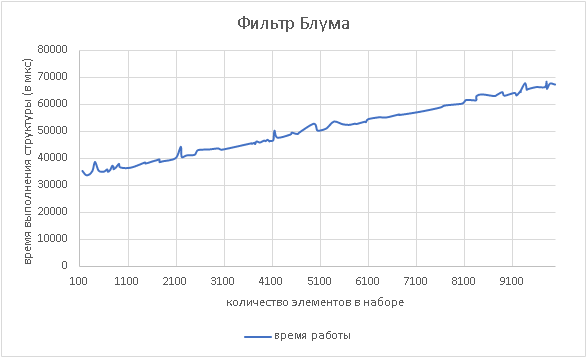 Фильтр Блума
время выполнения структуры (в мкс)
80000
70000
60000
50000
40000
30000
20000
10000
0
100 1100 2100 3100 4100 5100 6100 7100 8100 9100
количество элементов в наборе
время работы